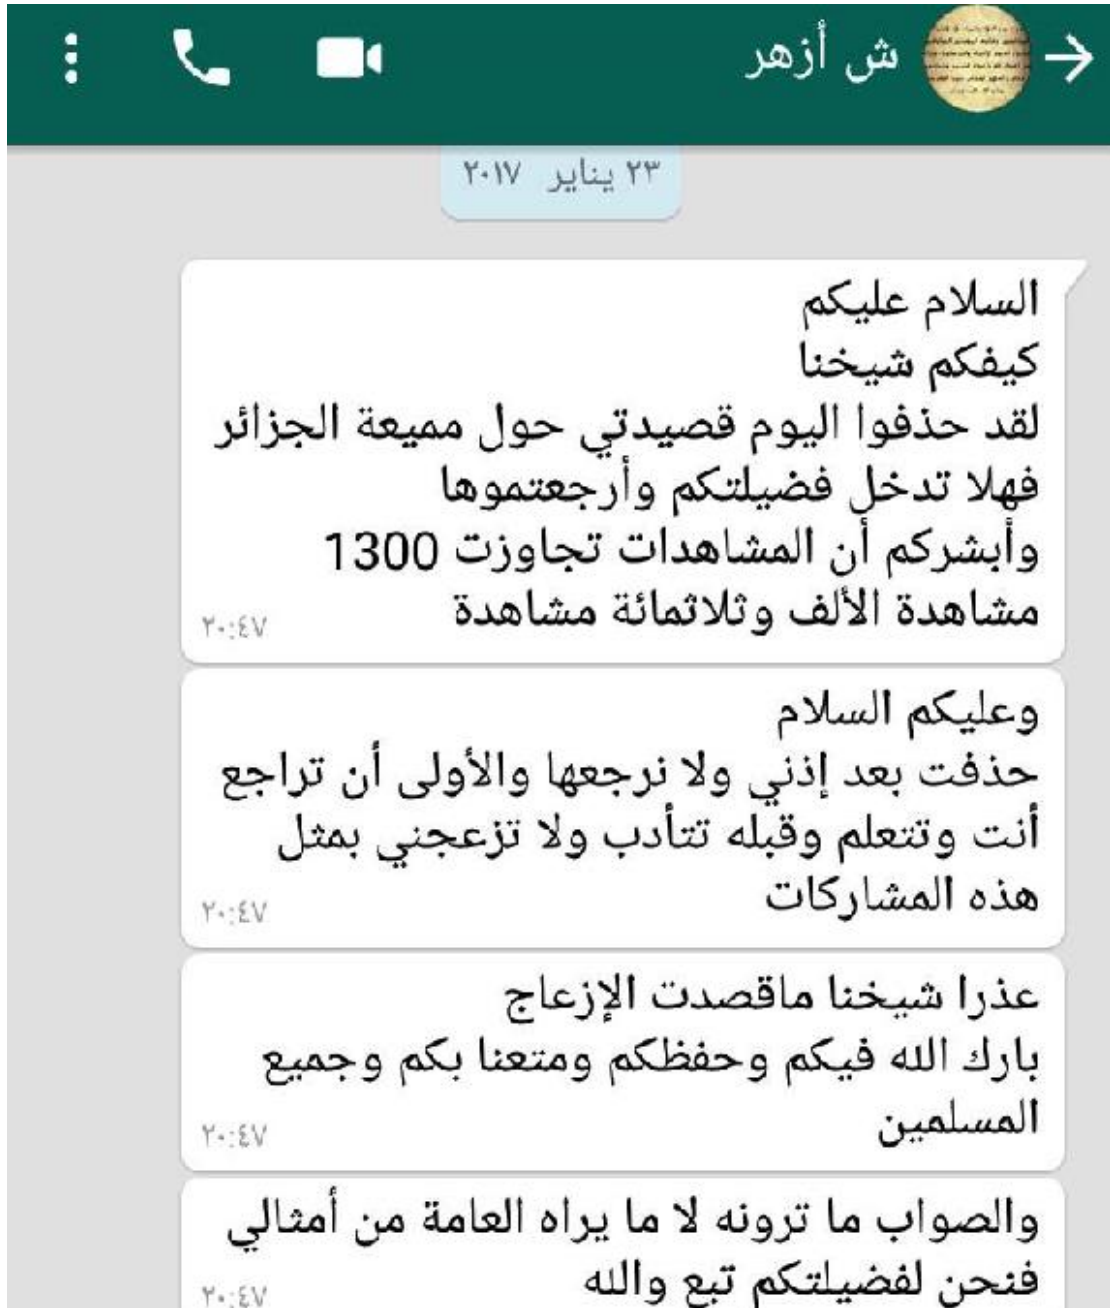 ش أزهر
٢٣ يناير ٢٠١٧
السلام عليكم
كيفكم شيخنا
لقد حذفوا اليوم قصيدتي حول مميعة الجزائر
فهلا تدخل فضيلتكم وأرجعتموها
وأبشركم أن المشاهدات تجاوزت 1300
مشاهدة الألف وثلاثمائة مشاهدة
٢٠:٤٧
وعليكم السلام
حذفت بعد إذني ولا نرجعها والأولى أن تراجع
أنت وتتعلم وقبله تتأدب ولا تزعجني بمثل
هذه المشاركات
٢٠:٤٧
عذرا شيخنا ماقصدت الإزعاج
بارك الله فيكم وحفظكم ومتعنا بكم وجميع
المسلمين
٢٠:٤٧
والصواب ما ترونه لا ما يراه العامة من أمثالي
فنحن لفضيلتكم تبع والله
٢٠:٤٧